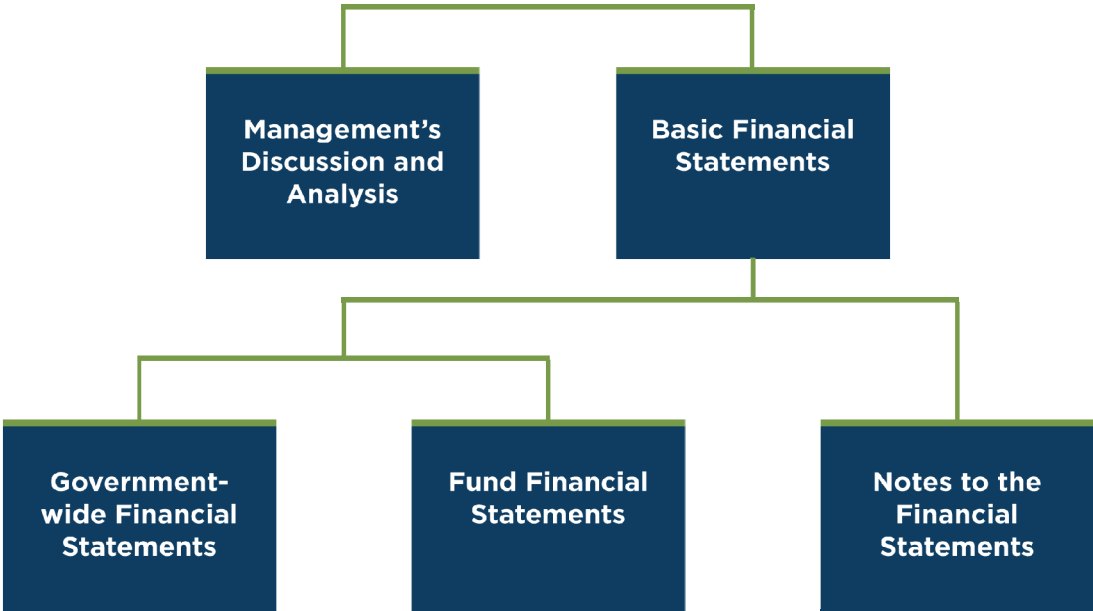 Management’s
Discussion and
Analysis
Basic Financial
Statements
Government-
wide Financial
Statements
Fund Financial
Statements
Notes to the
Financial
Statements